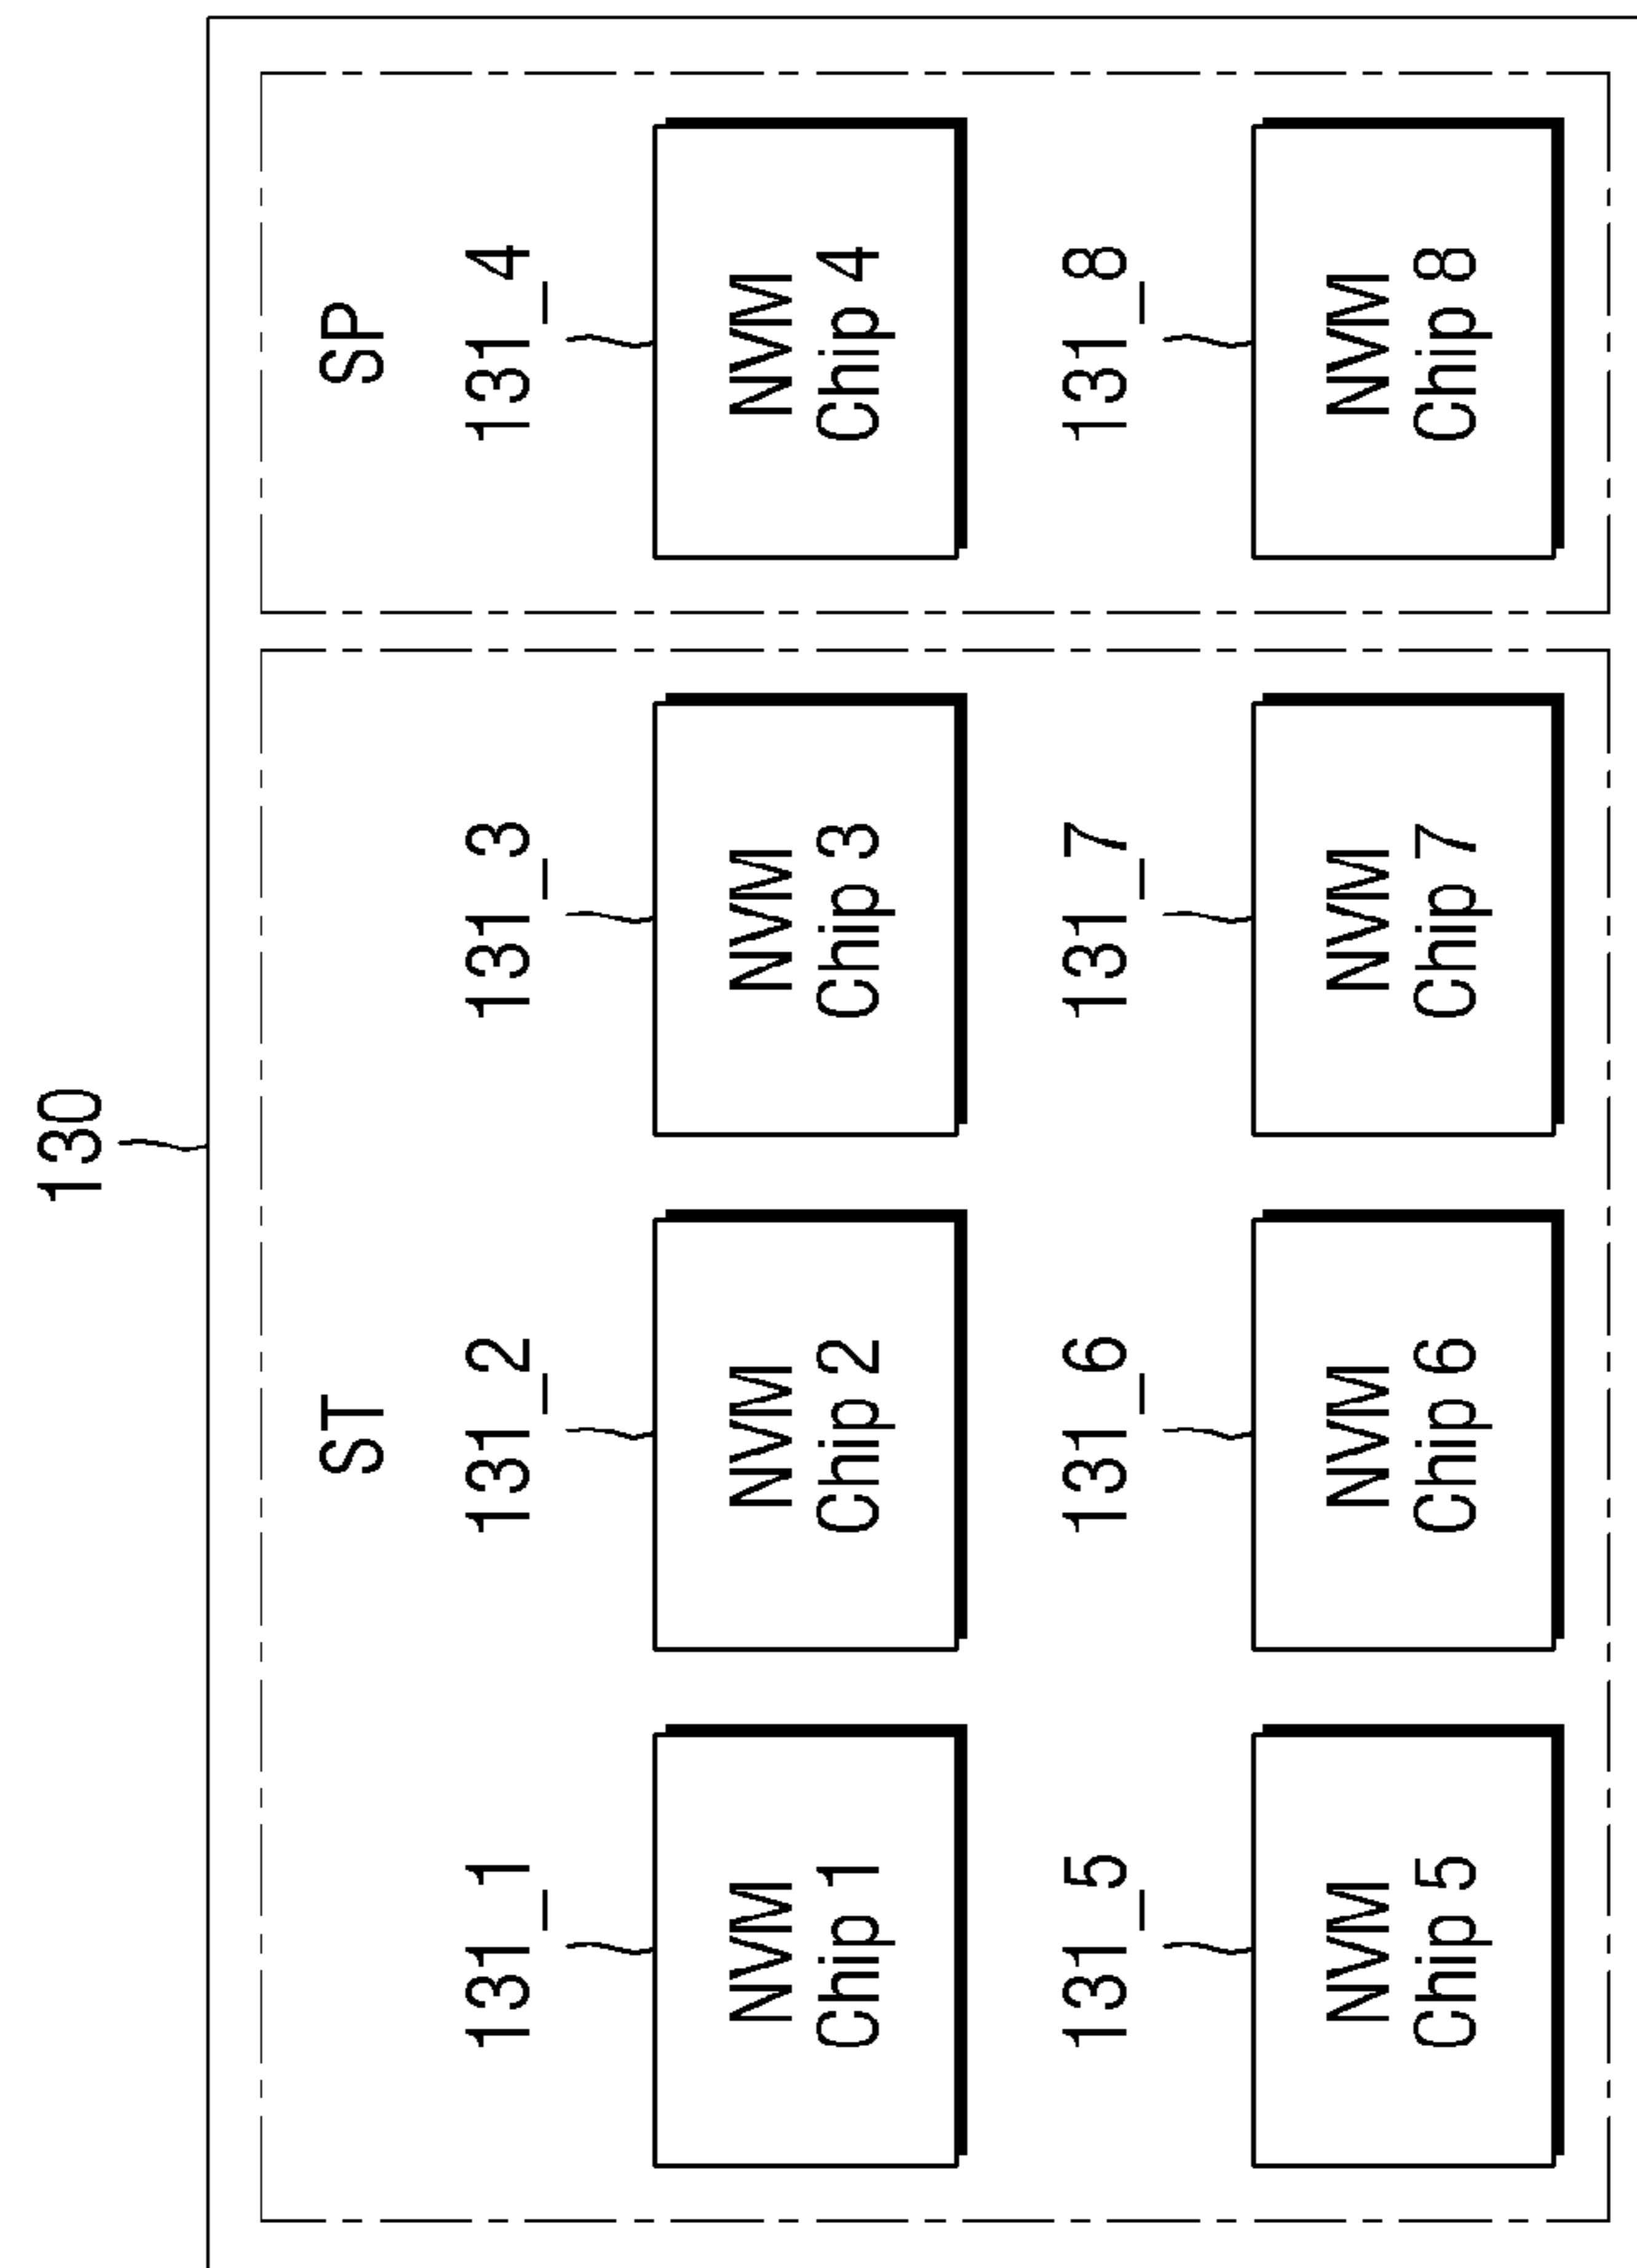 130
ST
SP
131_1
131_2
131_3
131_4
NVM
Chip 1
NVM
Chip 2
NVM
Chip 3
NVM
Chip 4
131_5
131_6
131_7
131_8
NVM
Chip 5
NVM
Chip 6
NVM
Chip 7
NVM
Chip 8